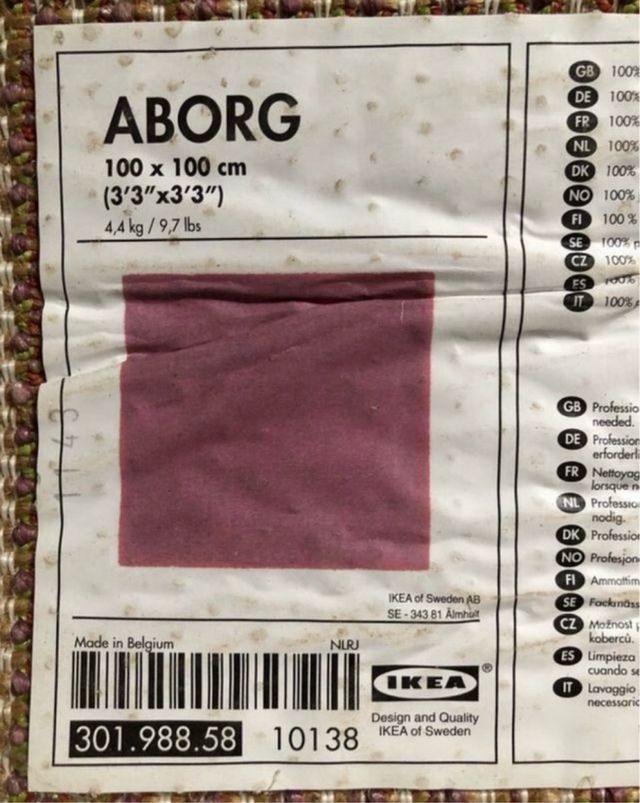 ABORG
100 x 100 cm
(3'3"x3'3")
4,4 kg / 9,7 lbs
IKEA of Sweden AB
SE - 343 81 Älmhult
Made in Belgium
NLRJ
IKEA®
Design and Quality
IKEA of Sweden
301.988.58 10138
GB 100%
DE 100%
FR 100%
NL 100%
DK 100%
NO 100%
FI 100 %
SE 100% p
CZ 100%
ES 100%
IT 100%
GB Professio
needed.
DE Profession
erforderli
FR Nettoyag
lorsque n
NL Professio
nodig.
DK Profession
NO Profesjon
FI Ammattim
SE Fackmäss
CZ Možnost
koberců.
ES Limpieza
cuando se
IT Lavaggio
necessaric